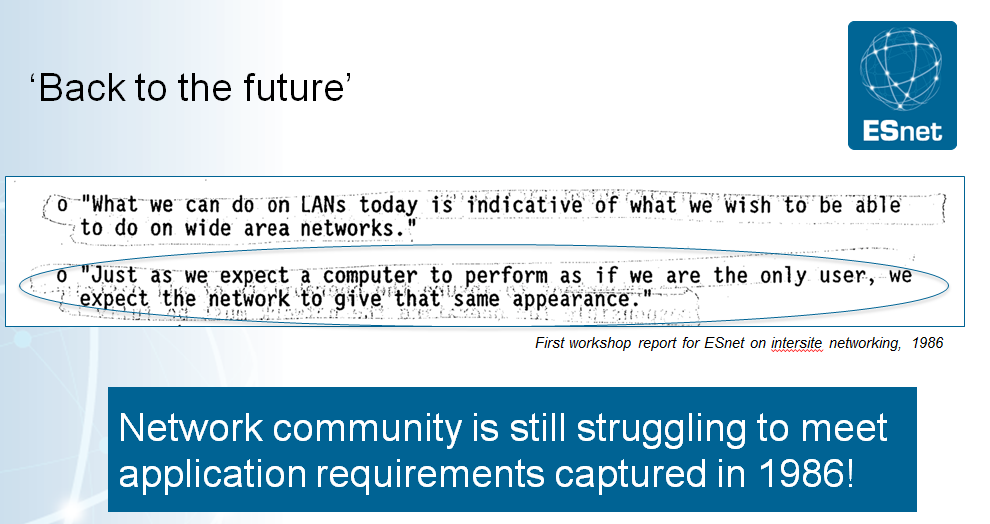 ‘Back to the future’
ESnet
o "What we can do on LANs today is indicative of what we wish to be able
to do on wide area networks."
o "Just as we expect a computer to perform as if we are the only user, we
expect the network to give that same appearance."
First workshop report for ESnet on intersite networking, 1986
Network community is still struggling to meet
application requirements captured in 1986!